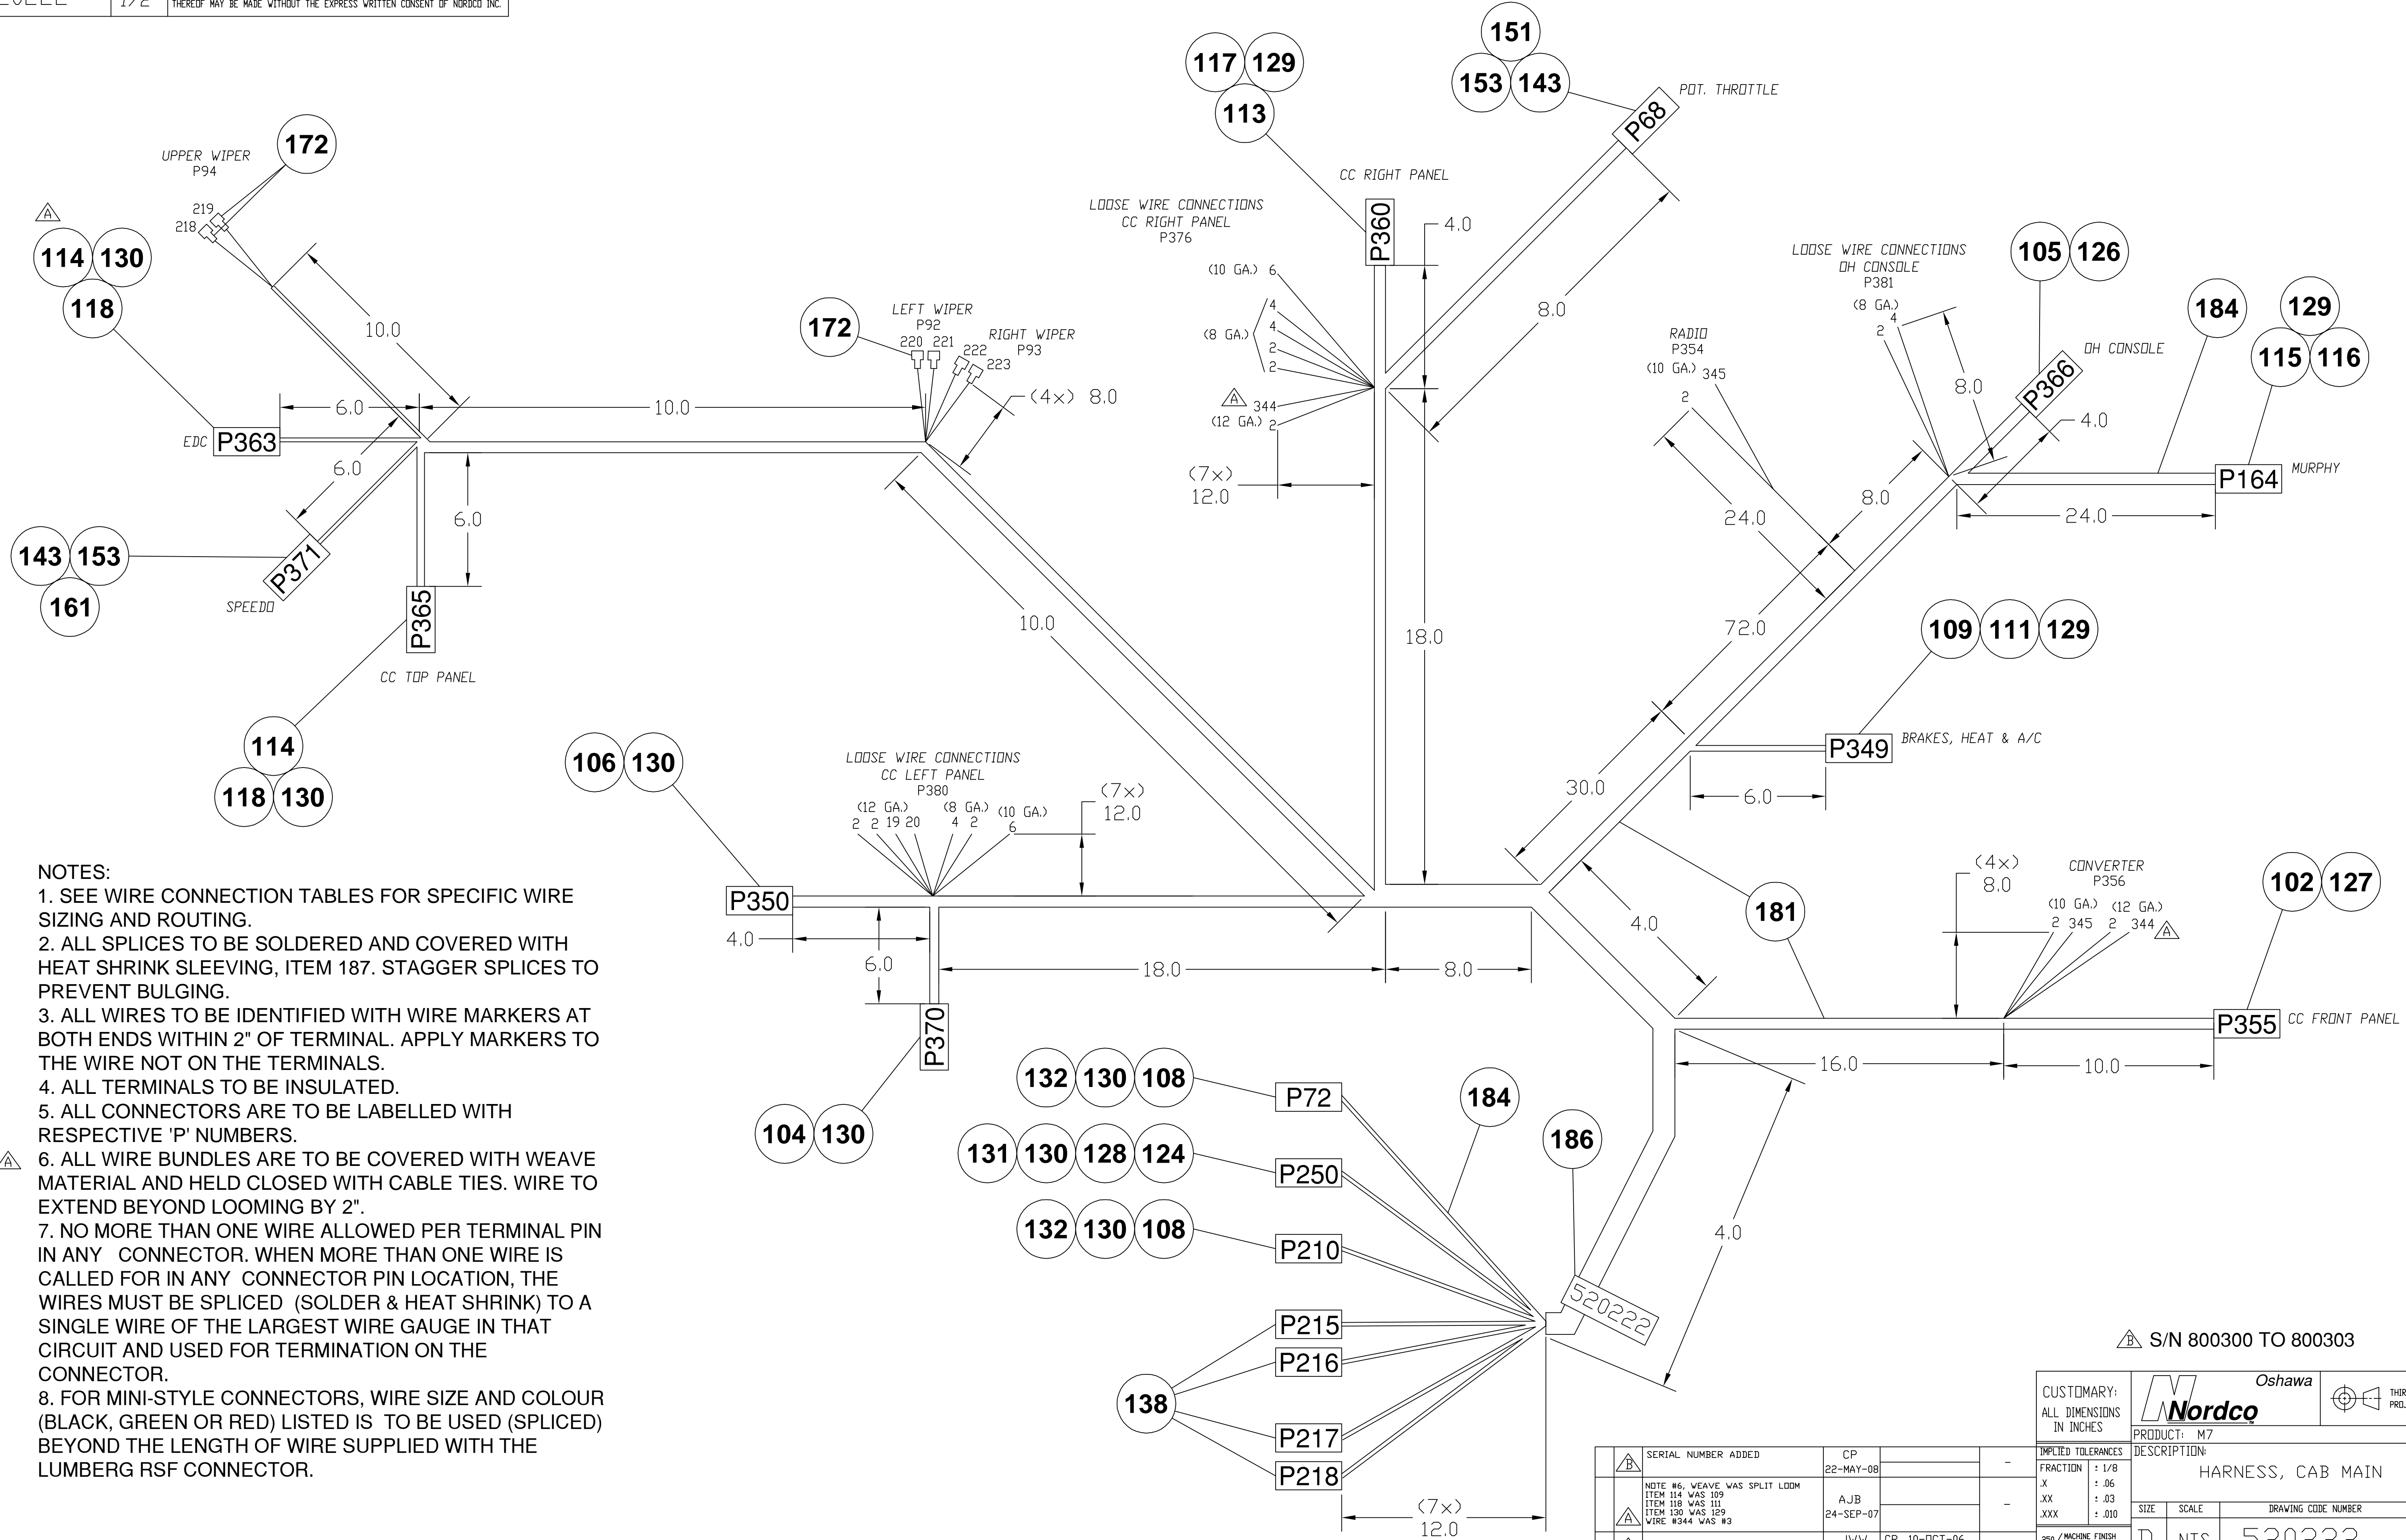 1/2
THEREOF MAY BE MADE WITHOUT THE EXPRESS WRITTEN CONSENT OF NORDCO INC.
151
153 143
P68
POT. THROTTLE
117 129
113
CC RIGHT PANEL
P360
4.0
8.0
LOOSE WIRE CONNECTIONS
CC RIGHT PANEL
P376
(10 GA.) 6
4
4
(8 GA.)
2
2
A 344
(12 GA.) 2
(7x)
12.0
18.0
172
UPPER WIPER
P94
219
218
A
114 130
118
10.0
6.0
10.0
EDC P363
6.0
6.0
143 153
161
P371
SPEEDO
P365
CC TOP PANEL
114
118 130
172
LEFT WIPER
P92
220 221
RIGHT WIPER
P93
222
223
(4x) 8.0
10.0
LOOSE WIRE CONNECTIONS
OH CONSOLE
P381
(8 GA.)
4
2
8.0
105 126
P366
OH CONSOLE
4.0
184
129
115 116
P164
MURPHY
24.0
RADIO
P354
(10 GA.) 345
2
24.0
8.0
72.0
109 111 129
P349
BRAKES, HEAT & A/C
6.0
30.0
106 130
LOOSE WIRE CONNECTIONS
CC LEFT PANEL
P380
(12 GA.) (8 GA.) (10 GA.)
2 2 19 20 4 2 6
(7x)
12.0
P350
4.0
6.0
18.0
8.0
P370
104 130
4.0
181
(4x)
8.0
CONVERTER
P356
(10 GA.) (12 GA.)
2 345 2 344 A
102 127
P355
CC FRONT PANEL
16.0
10.0
132 130 108
P72
184
186
131 130 128 124
P250
132 130 108
P210
P215
P216
138
P217
P218
520222
4.0
(7x)
12.0
NOTES:
1. SEE WIRE CONNECTION TABLES FOR SPECIFIC WIRE
SIZING AND ROUTING.
2. ALL SPLICES TO BE SOLDERED AND COVERED WITH
HEAT SHRINK SLEEVING, ITEM 187. STAGGER SPLICES TO
PREVENT BULGING.
3. ALL WIRES TO BE IDENTIFIED WITH WIRE MARKERS AT
BOTH ENDS WITHIN 2" OF TERMINAL. APPLY MARKERS TO
THE WIRE NOT ON THE TERMINALS.
4. ALL TERMINALS TO BE INSULATED.
5. ALL CONNECTORS ARE TO BE LABELLED WITH
RESPECTIVE 'P' NUMBERS.
A 6. ALL WIRE BUNDLES ARE TO BE COVERED WITH WEAVE
MATERIAL AND HELD CLOSED WITH CABLE TIES. WIRE TO
EXTEND BEYOND LOOMING BY 2".
7. NO MORE THAN ONE WIRE ALLOWED PER TERMINAL PIN
IN ANY CONNECTOR. WHEN MORE THAN ONE WIRE IS
CALLED FOR IN ANY CONNECTOR PIN LOCATION, THE
WIRES MUST BE SPLICED (SOLDER & HEAT SHRINK) TO A
SINGLE WIRE OF THE LARGEST WIRE GAUGE IN THAT
CIRCUIT AND USED FOR TERMINATION ON THE
CONNECTOR.
8. FOR MINI-STYLE CONNECTORS, WIRE SIZE AND COLOUR
(BLACK, GREEN OR RED) LISTED IS TO BE USED (SPLICED)
BEYOND THE LENGTH OF WIRE SUPPLIED WITH THE
LUMBERG RSF CONNECTOR.
B S/N 800300 TO 800303
CUSTOMARY:
ALL DIMENSIONS
IN INCHES
Oshawa
Nordco
PRODUCT: M7
IMPLIED TOLERANCES
FRACTION ± 1/8
.X ± .06
.XX ± .03
.XXX ± .010
DESCRIPTION:
HARNESS, CAB MAIN
SIZE SCALE DRAWING CODE NUMBER
MACHINE FINISH
B SERIAL NUMBER ADDED CP 22-MAY-08 -
A NOTE #6, WEAVE WAS SPLIT LOOM
ITEM 114 WAS 109
ITEM 118 WAS 111
ITEM 130 WAS 129
WIRE #344 WAS #3
AJB 24-SEP-07 -